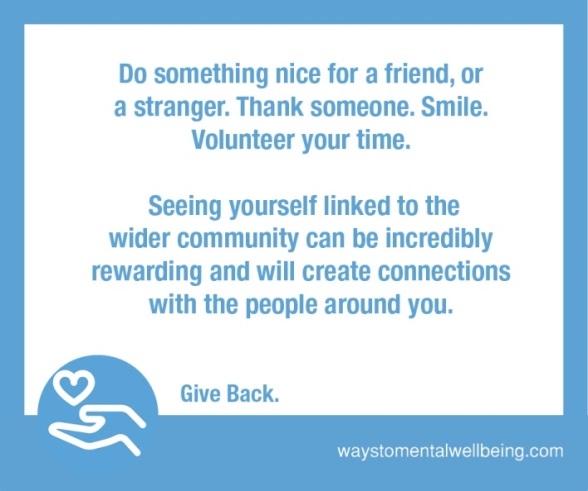 Do something nice for a friend, or
a stranger. Thank someone. Smile.
Volunteer your time.
Seeing yourself linked to the
wider community can be incredibly
rewarding and will create connections
with the people around you.
Give Back.
waystomentalwellbeing.com